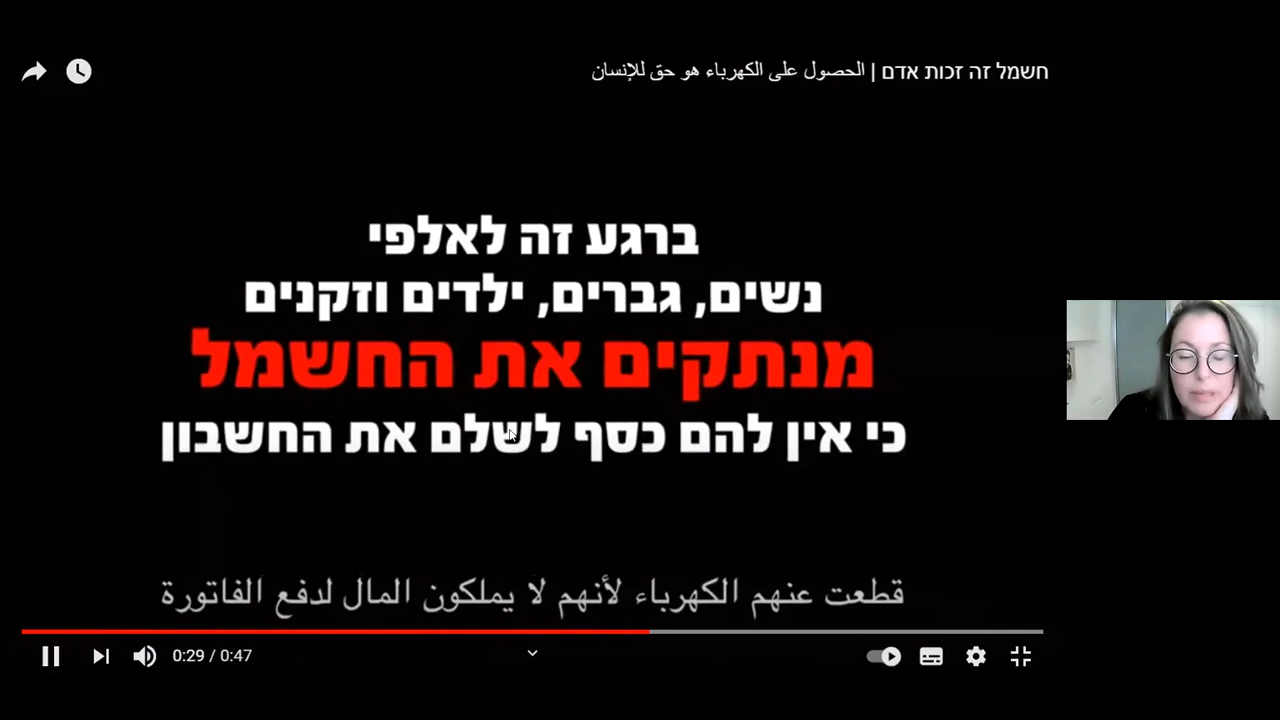 חשמל זה זכות אדם | الحصول على الكهرباء هو حق للإنسان
ברגע זה לאלפי
נשים, גברים, ילדים וזקנים
מנתקים את החשמל
כי אין להם כסף לשלם את החשבון
قطعت عنهم الكهرباء لأنهم لا يملكون المال لدفع الفاتورة
0:29 / 0:47